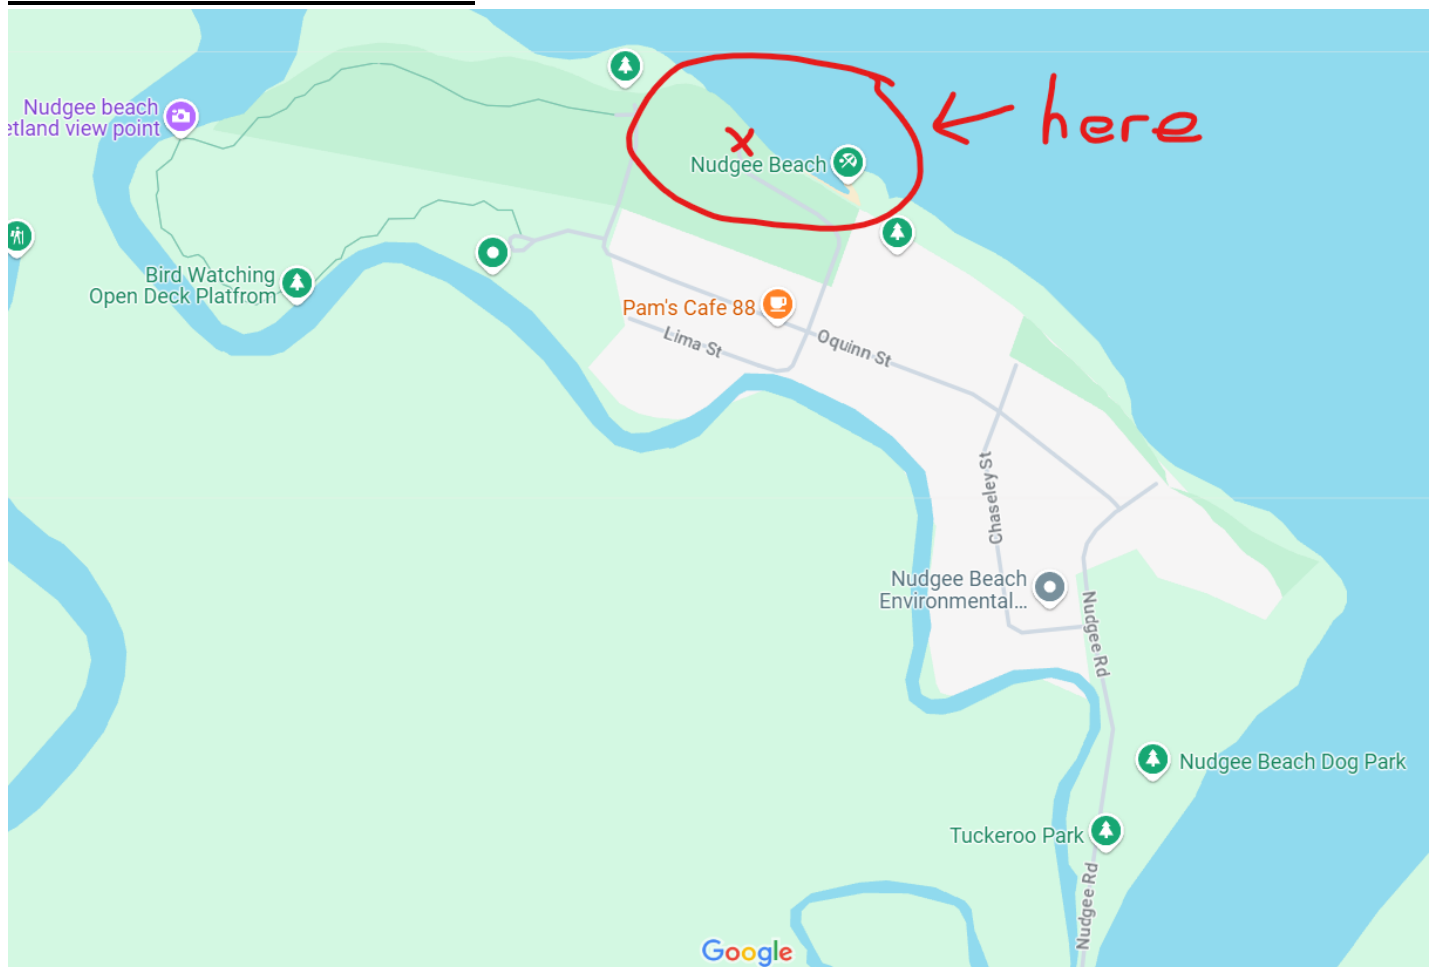 here
Nudgee beach
etland view point
Nudgee Beach
Bird Watching
Open Deck Platfrom
Pam's Cafe 88
Lima St
Oquinn St
Chaseley St
Nudgee Beach
Environmental...
Nudgee Rd
Nudgee Beach Dog Park
Tuckeroo Park
Nudgee Rd
Google